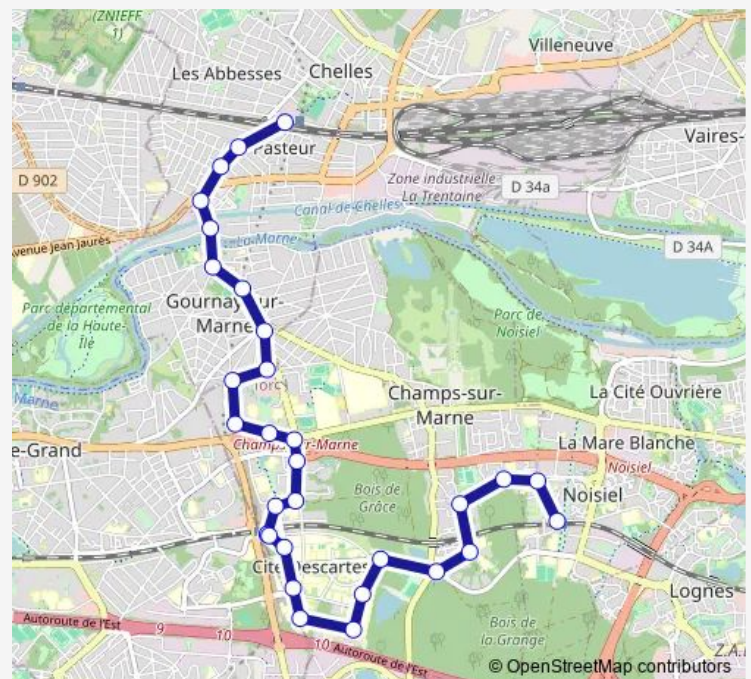 (ZNIEFF
Villeneuve
Les Abbesses
Chelles
Vaires-
Pasteur
D 902
Zone industrielle
La Trentaine
D 34a
Canal de Chelles
Avenue Jean Jaurès
La Marne
D 34A
Parc départemental
de la Haute-
Île
Gournay-sur-
Marne
Parc de
Noisiel
Marne
Champs-sur-
Marne
La Cité Ouvrière
La Mare Blanche
e-Grand
Champs-sur-Marne
Noisiel
Bois de
Grâce
Noisiel
Cité Descartes
Lognes
Autoroute de l'Est
9
10
10
Autoroute de l'Est
Bois de
la Grange
Z.A.I
© OpenStreetMap contributors